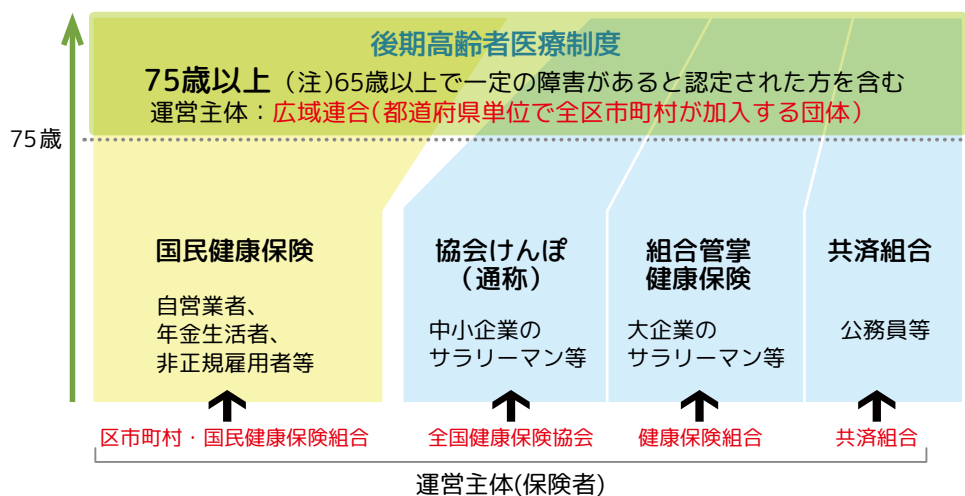 後期高齢者医療制度
75歳以上 (注)65歳以上で一定の障害があると認定された方を含む
運営主体：広域連合(都道府県単位で全区市町村が加入する団体)
75歳
国民健康保険
自営業者、
年金生活者、
非正規雇用者等
協会けんぽ
(通称)
中小企業の
サラリーマン等
組合管掌
健康保険
大企業の
サラリーマン等
共済組合
公務員等
区市町村・国民健康保険組合
全国健康保険協会
健康保険組合
共済組合
運営主体(保険者)